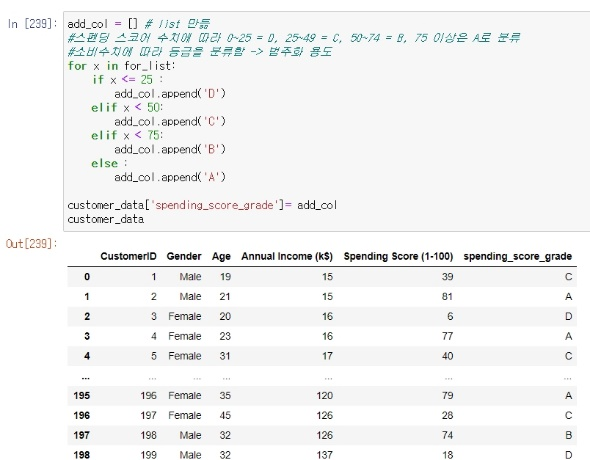 In [239]: add_col = [] # list 만듦
#스펜딩 스코어 수치에 따라 0~25 = D, 25~49 = C, 50~74 = B, 75 이상은 A로 분류
#소비수치에 따라 등급을 분류함 -> 범주화 용도
for x in for_list:
if x <= 25 :
add_col.append('D')
elif x < 50:
add_col.append('C')
elif x < 75:
add_col.append('B')
else :
add_col.append('A')
customer_data['spending_score_grade']= add_col
customer_data
Out[239]:
CustomerID Gender Age Annual Income (k$) Spending Score (1-100) spending_score_grade
0 1 Male 19 15 39 C
1 2 Male 21 15 81 A
2 3 Female 20 16 6 D
3 4 Female 23 16 77 A
4 5 Female 31 17 40 C
... ... ... ... ... ... ...
195 196 Female 35 120 79 A
196 197 Female 45 126 28 C
197 198 Male 32 126 74 B
198 199 Male 32 137 18 D